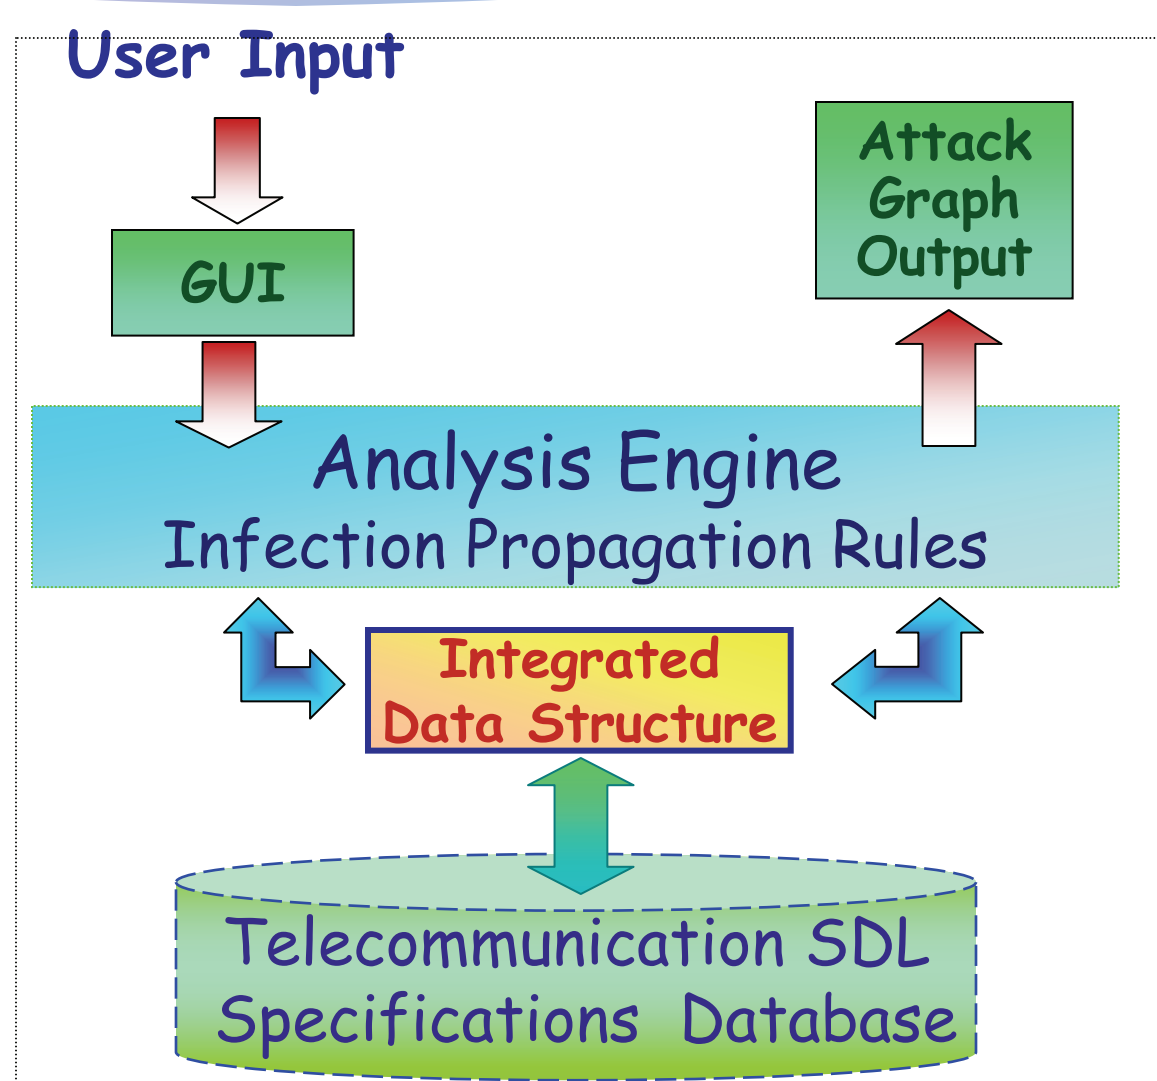 User Input
Attack
Graph
Output
GUI
Analysis Engine
Infection Propagation Rules
Integrated
Data Structure
Telecommunication SDL
Specifications Database